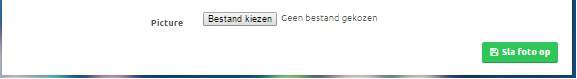 Picture Bestand kiezen Geen bestand gekozen
Sla foto op